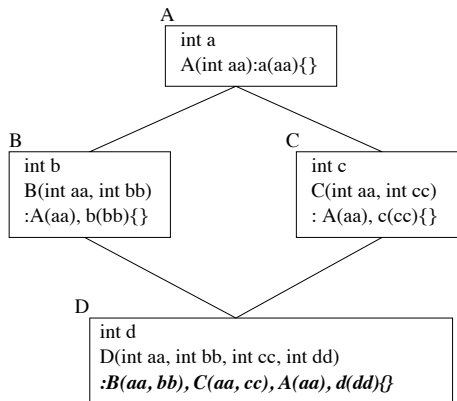 A
int a
A(int aa):a(aa){}
B
int b
B(int aa, int bb)
:A(aa), b(bb){}
C
int c
C(int aa, int cc)
: A(aa), c(cc){}
D
int d
D(int aa, int bb, int cc, int dd)
:B(aa, bb), C(aa, cc), A(aa), d(dd){}